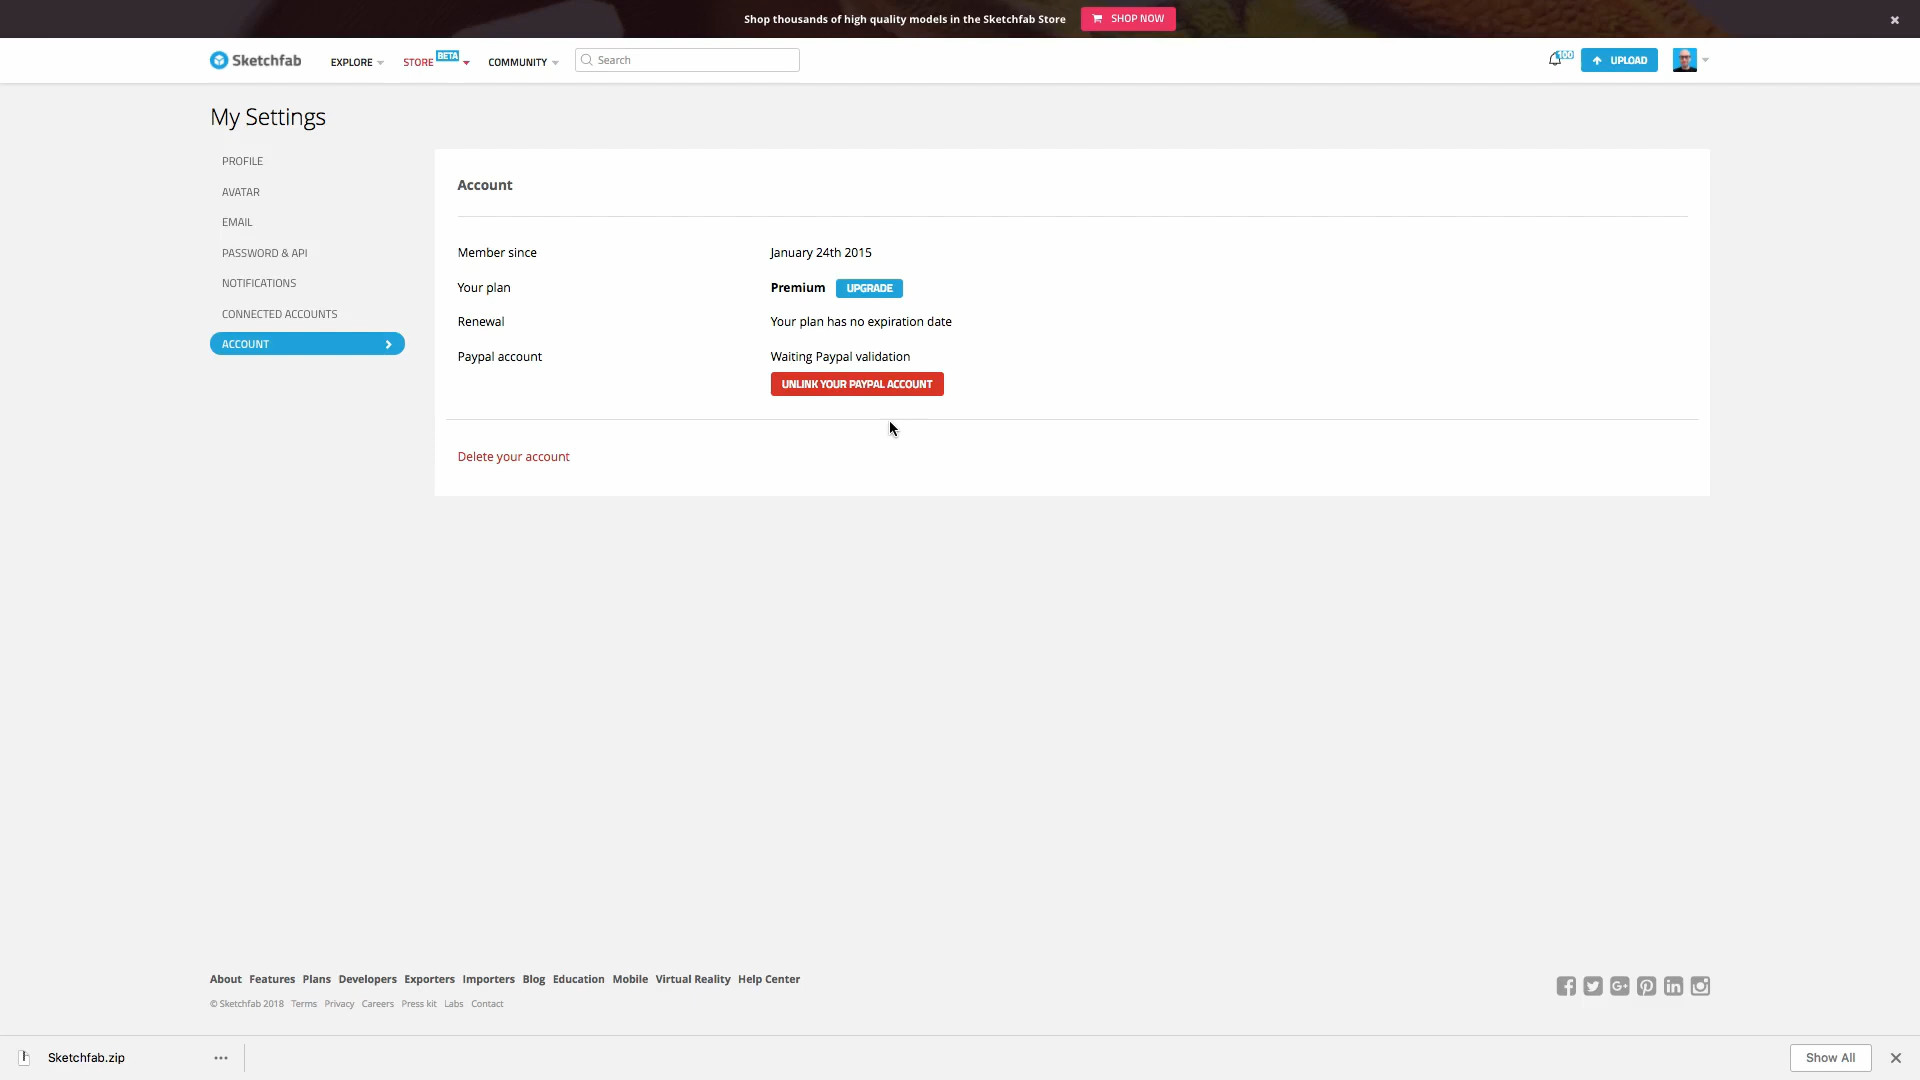 Shop thousands of high quality models in the Sketchfab Store SHOP NOW
Sketchfab EXPLORE STORE BETA COMMUNITY Search 100 UPLOAD
My Settings
PROFILE
AVATAR
EMAIL
PASSWORD & API
NOTIFICATIONS
CONNECTED ACCOUNTS
ACCOUNT
Account
Member since January 24th 2015
Your plan Premium UPGRADE
Renewal Your plan has no expiration date
Paypal account Waiting Paypal validation
UNLINK YOUR PAYPAL ACCOUNT
Delete your account
About Features Plans Developers Exporters Importers Blog Education Mobile Virtual Reality Help Center
© Sketchfab 2018 Terms Privacy Careers Press kit Labs Contact
Sketchfab.zip Show All